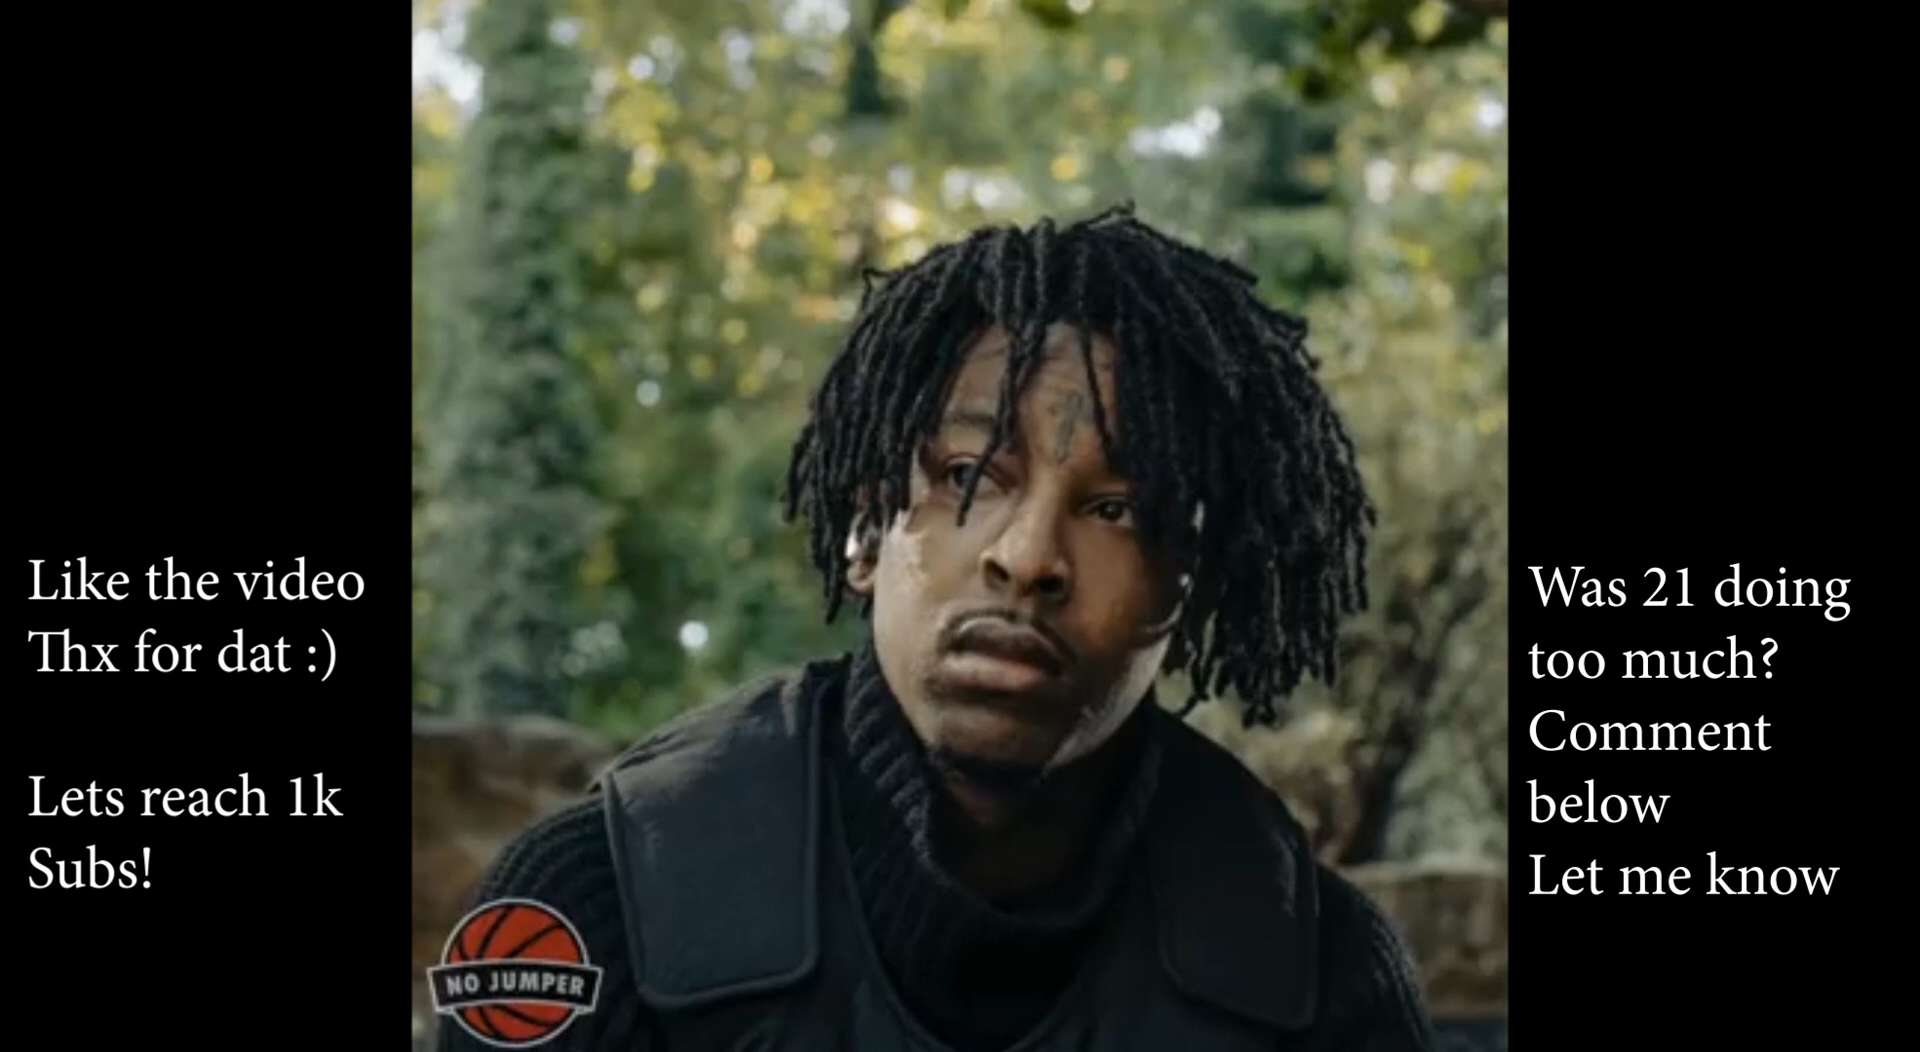 Like the video
Thx for dat :)
Lets reach 1k
Subs!
NO JUMPER
Was 21 doing
too much?
Comment
below
Let me know